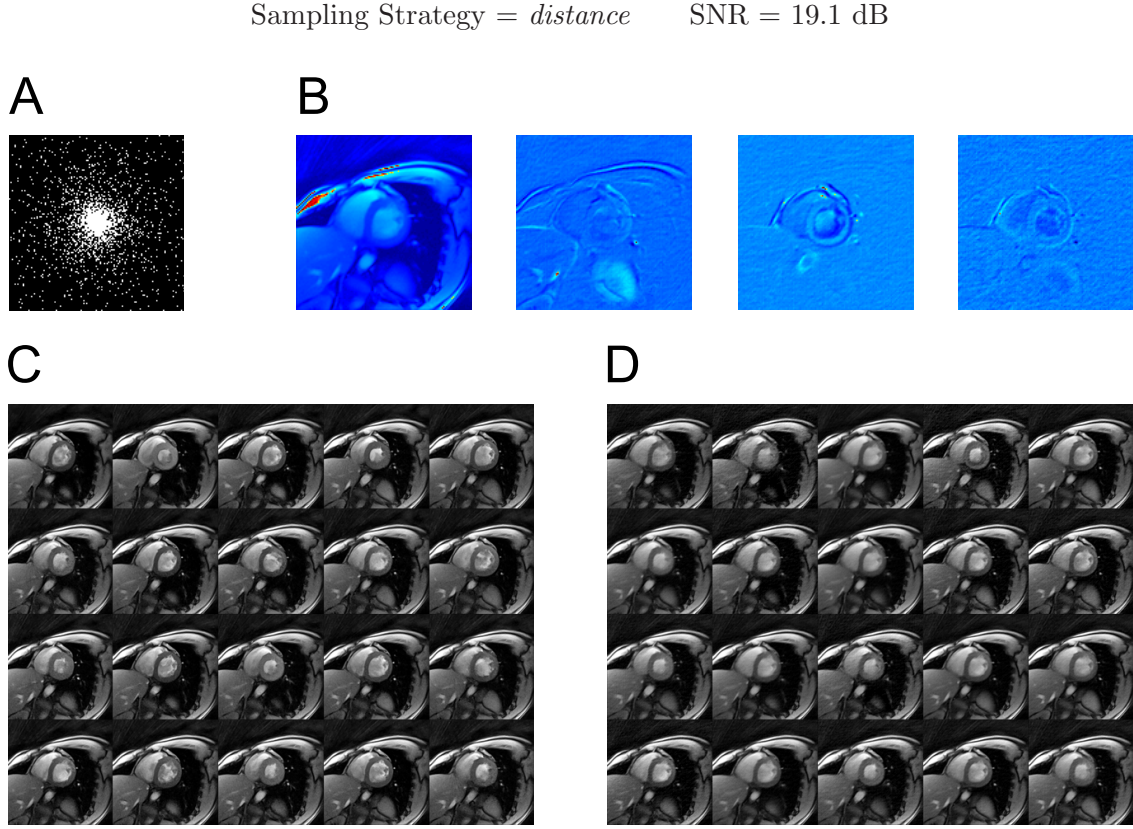 Sampling Strategy = distance SNR = 19.1 dB
A
B
C
D